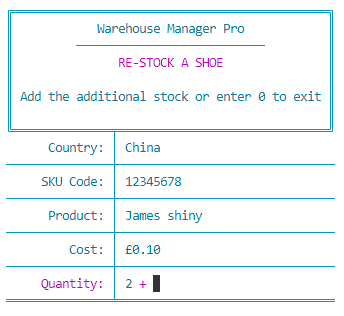 Warehouse Manager Pro
RE-STOCK A SHOE
Add the additional stock or enter 0 to exit
Country: China
SKU Code: 12345678
Product: James shiny
Cost: £0.10
Quantity: 2 +